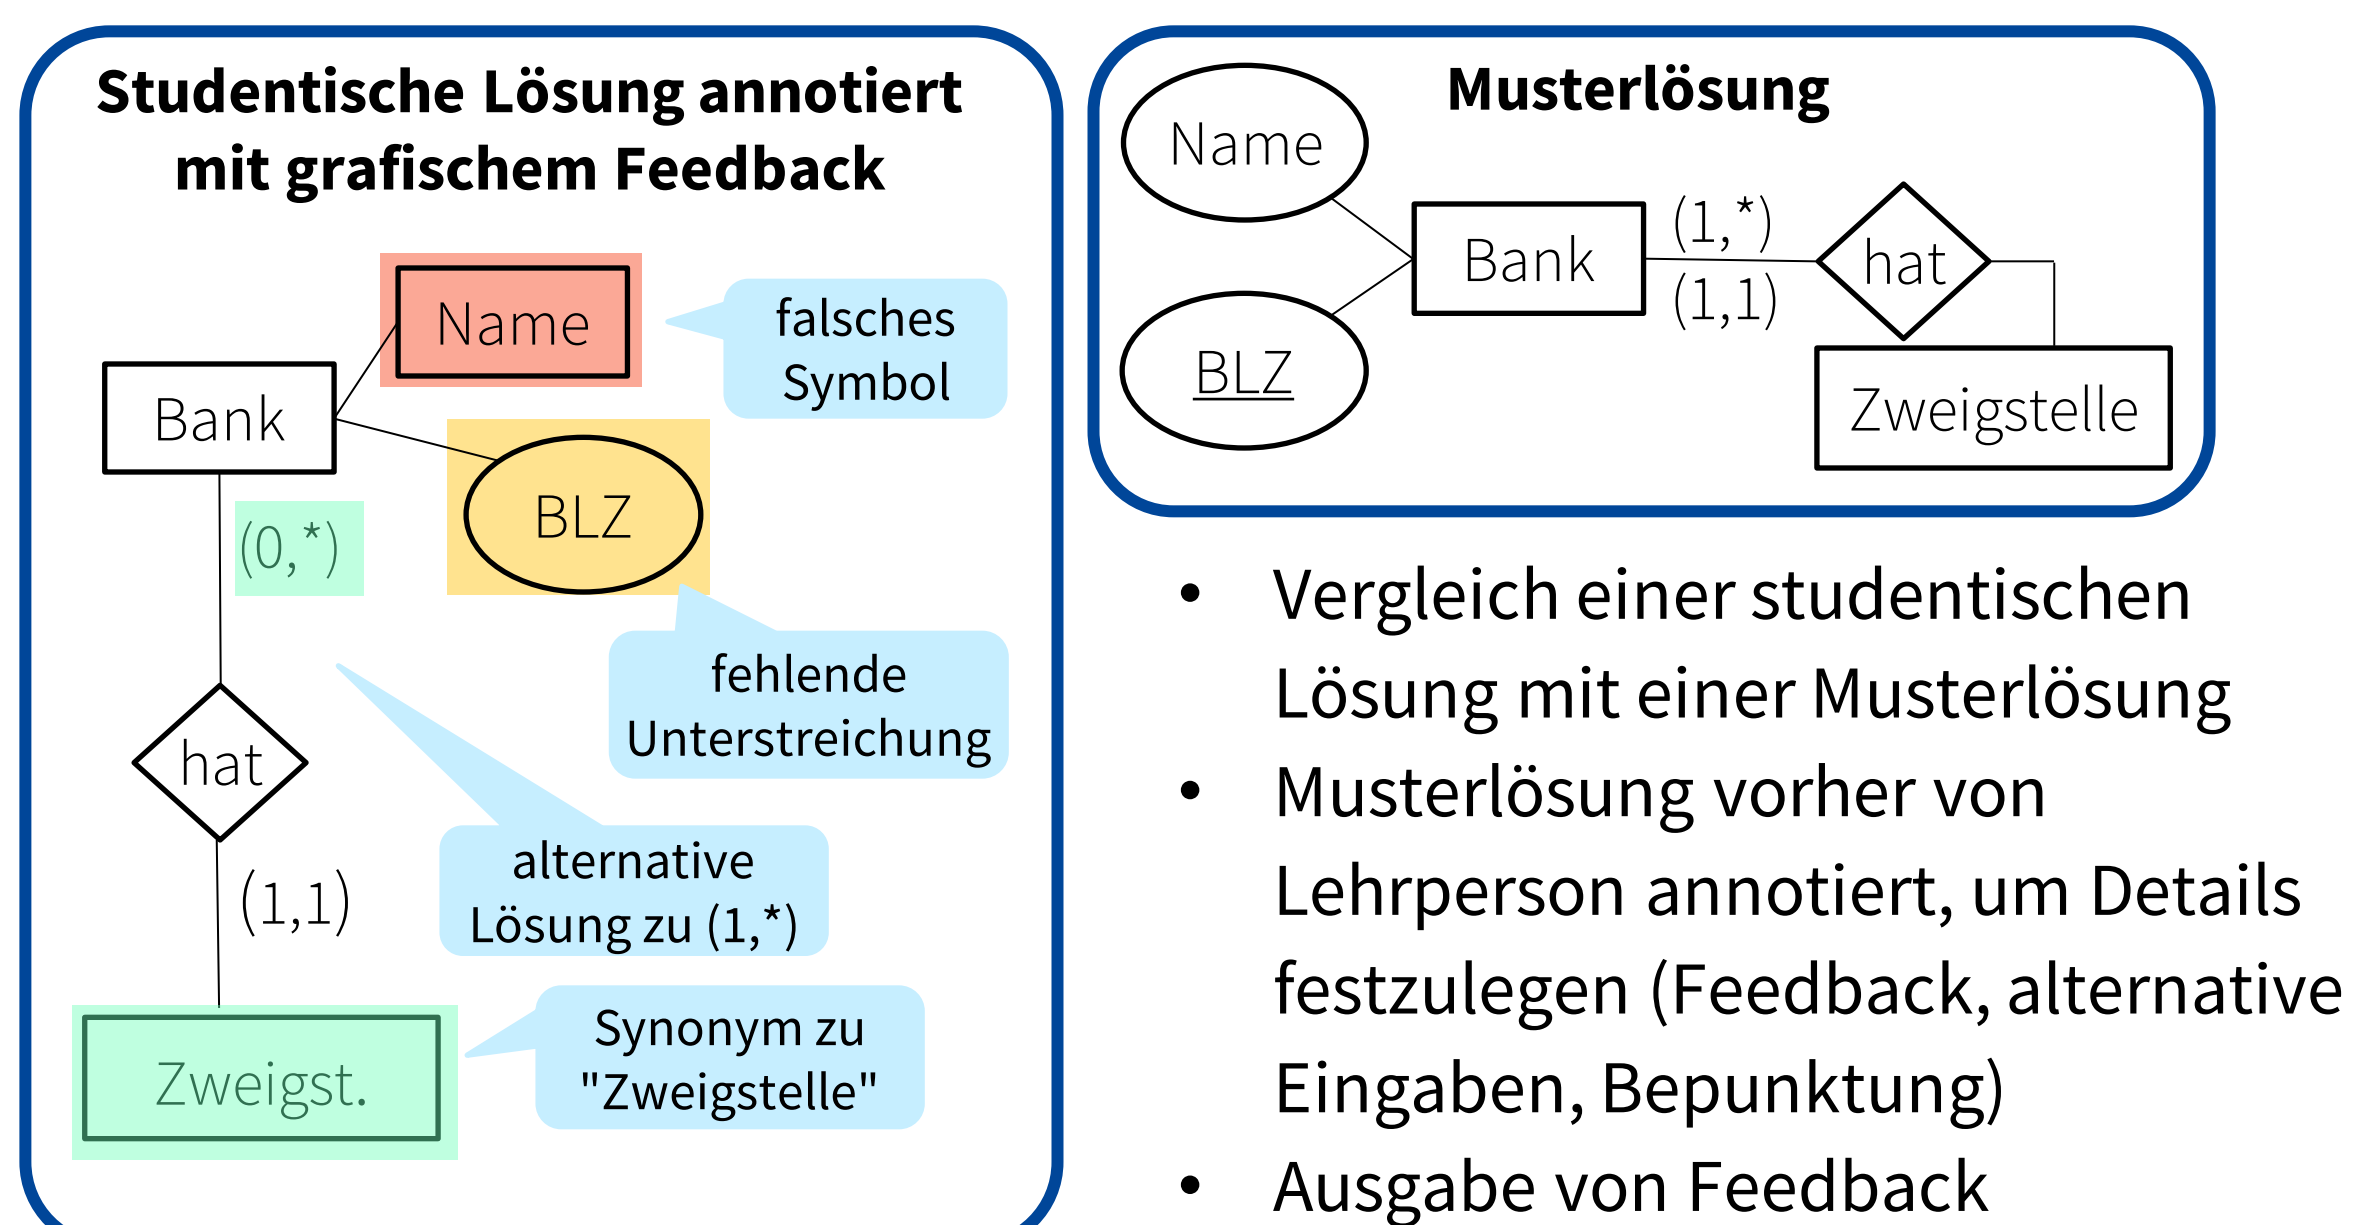 Studentische Lösung annotiert
mit grafischem Feedback
Name
falsches
Symbol
Bank
BLZ
(0,*)
fehlende
Unterstreichung
hat
alternative
Lösung zu (1,*)
(1,1)
Synonym zu
"Zweigstelle"
Zweigst.
Musterlösung
Name
(1,*)
Bank
hat
(1,1)
BLZ
Zweigstelle
• Vergleich einer studentischen
Lösung mit einer Musterlösung
• Musterlösung vorher von
Lehrperson annotiert, um Details
festzulegen (Feedback, alternative
Eingaben, Bepunktung)
• Ausgabe von Feedback